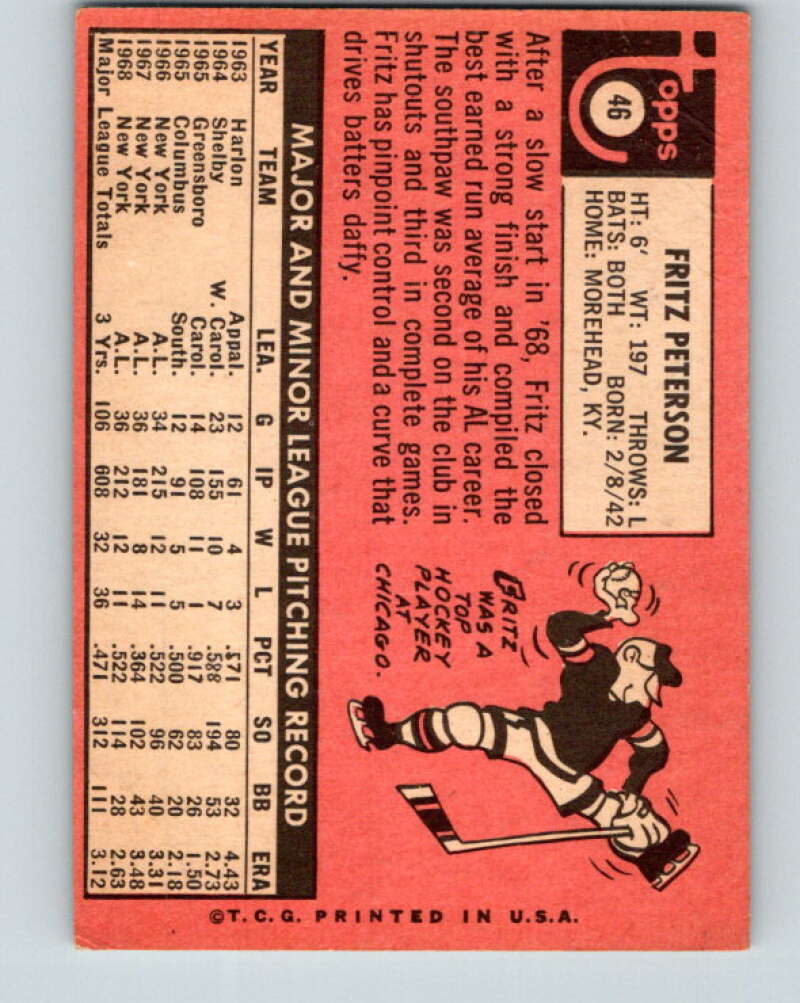 Topps
46
FRITZ PETERSON
HT: 6' WT: 197 THROWS: L
BATS: BOTH BORN: 2/8/42
HOME: MOREHEAD, KY.
After a slow start in '68, Fritz closed
with a strong finish and compiled the
best earned run average of his AL career.
The southpaw was second on the club in
shutouts and third in complete games.
Fritz has pinpoint control and a curve that
drives batters daffy.
FRITZ
WAS A
TOP
HOCKEY
PLAYER
AT
CHICAGO.
MAJOR AND MINOR LEAGUE PITCHING RECORD
YEAR TEAM LEA. G IP W L PCT SO BB ERA
1963 Harlon Appal. 12 61 4 3 .571 80 32 4.43
1964 Shelby W. Carol. 23 155 10 7 .588 194 53 2.73
1965 Greensboro Carol. 14 108 11 1 .917 83 26 1.50
1965 Columbus South. 12 91 5 5 .500 62 20 2.18
1966 New York A.L. 34 215 12 11 .522 96 40 3.31
1967 New York A.L. 36 181 8 14 .364 102 43 3.48
1968 New York A.L. 36 212 12 11 .522 114 28 2.63
Major League Totals 3 Yrs. 106 608 32 36 .471 312 111 3.12
©T.C.G. PRINTED IN U.S.A.